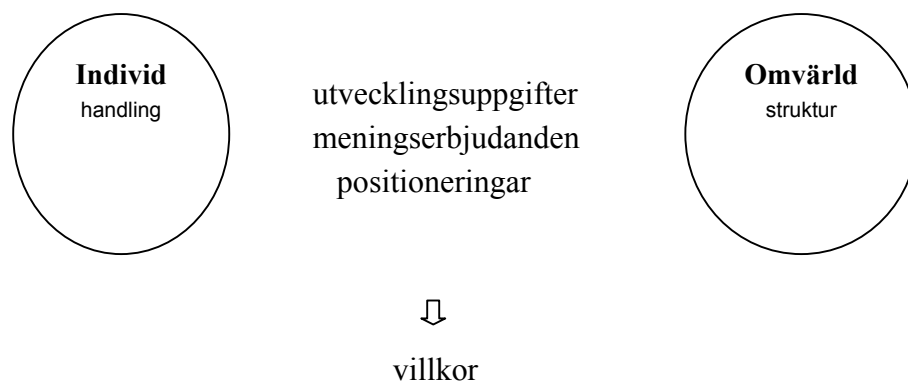 Individ
handling
utvecklingsuppgifter
meningserbjudanden
positioneringar
Omvärld
struktur
villkor